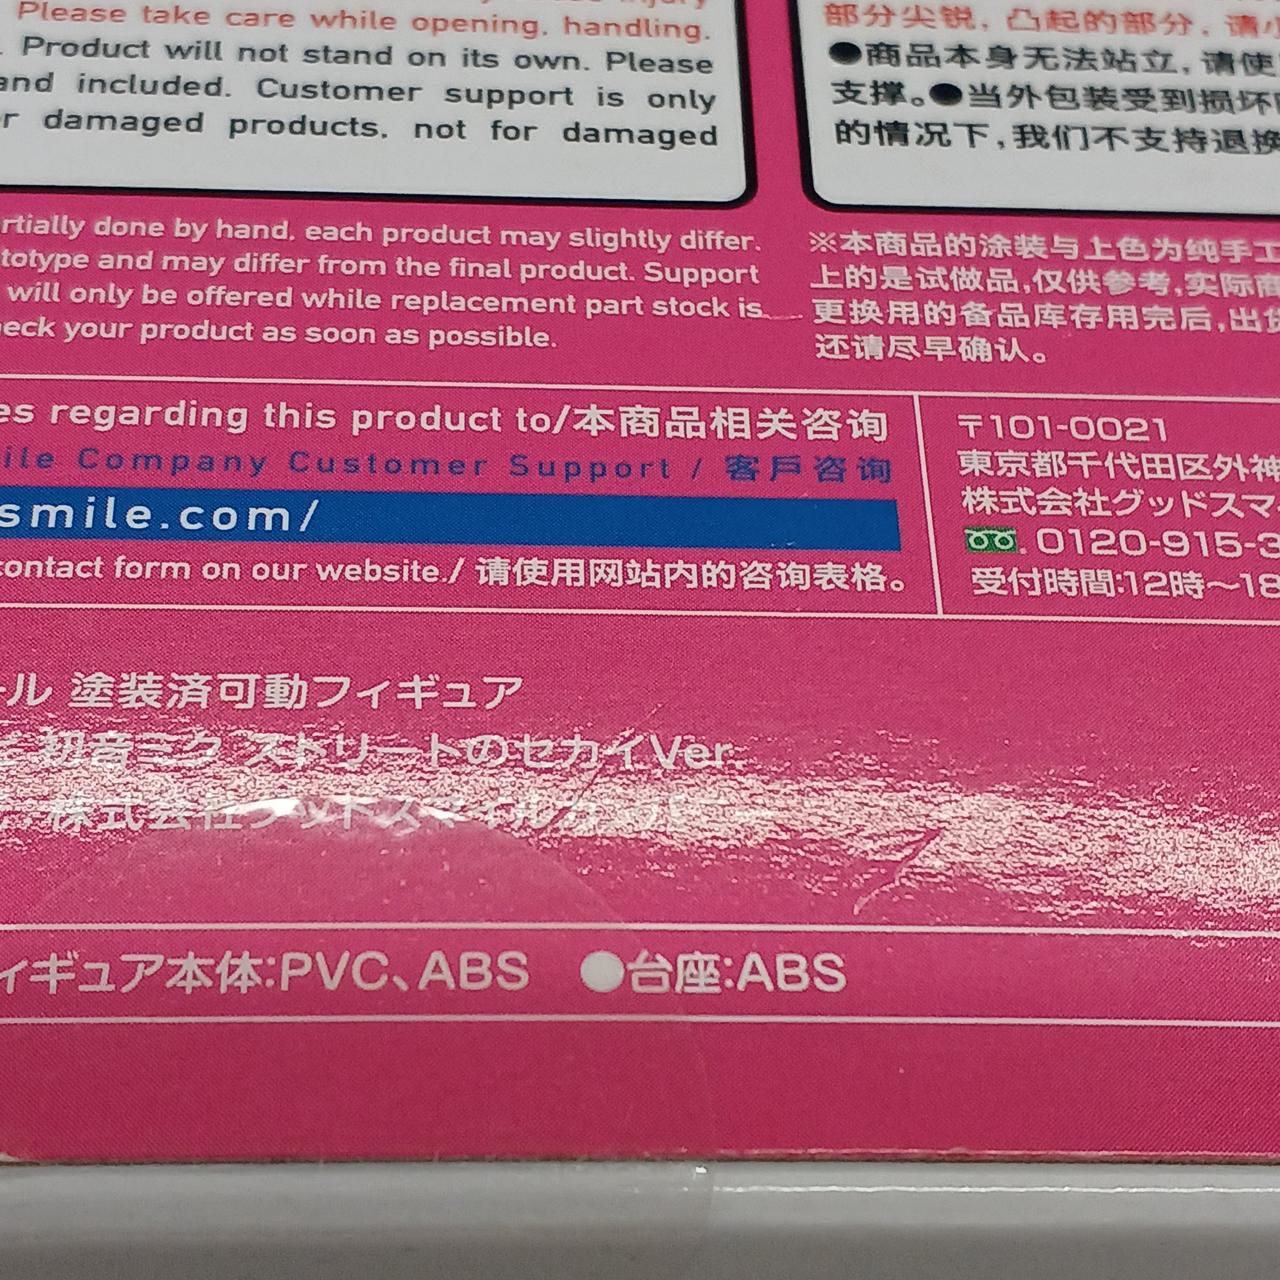 Please take care while opening, handling.
Product will not stand on its own. Please
and included. Customer support is only
r damaged products, not for damaged
部分尖锐，凸起的部分，请小
●商品本身无法站立，请使
支撑。●当外包装受到损坏
的情况下，我们不支持退换
rtially done by hand, each product may slightly differ.
totype and may differ from the final product. Support
will only be offered while replacement part stock is
eck your product as soon as possible.
※本商品的涂装与上色为纯手工
上的是试做品，仅供参考，实际商
更换用的备品库存用完后，出货
还请尽早确认。
es regarding this product to/本商品相关咨询
ile Company Customer Support / 客戶咨询
smile.com/
contact form on our website./ 请使用网站内的咨询表格。
〒101-0021
東京都千代田区外神
株式会社グッドスマ
0120-915-3
受付時間:12時～18
ール 塗装済可動フィギュア
初音ミク ストリートのセカイVer.
株式会社グッドスマイルカンパニー
ィギュア本体:PVC、ABS ●台座:ABS